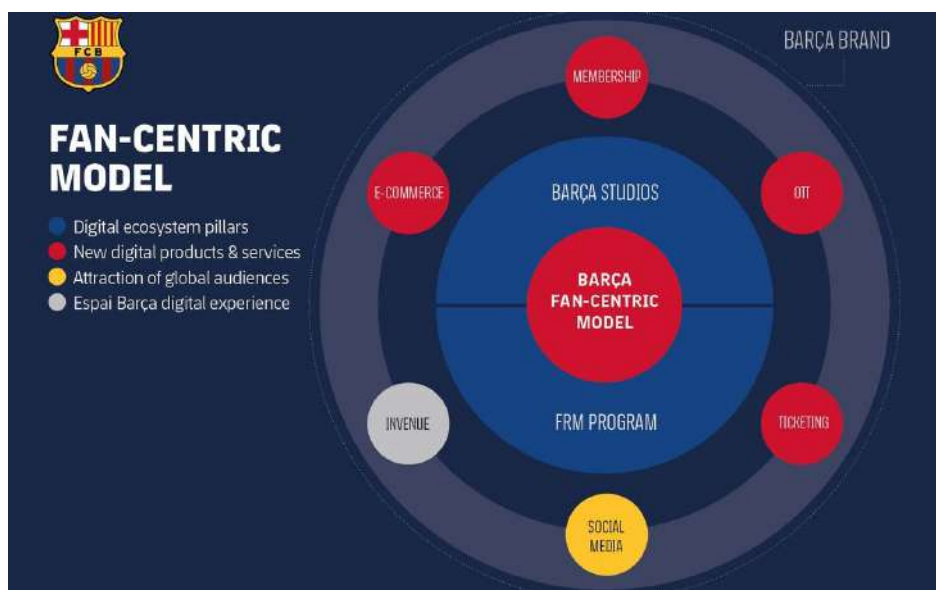 FCB
FAN-CENTRIC
MODEL
Digital ecosystem pillars
New digital products & services
Attraction of global audiences
Espai Barça digital experience
BARÇA BRAND
MEMBERSHIP
E-COMMERCE
OTT
BARÇA STUDIOS
BARÇA
FAN-CENTRIC
MODEL
FRM PROGRAM
INVENUE
TICKETING
SOCIAL
MEDIA